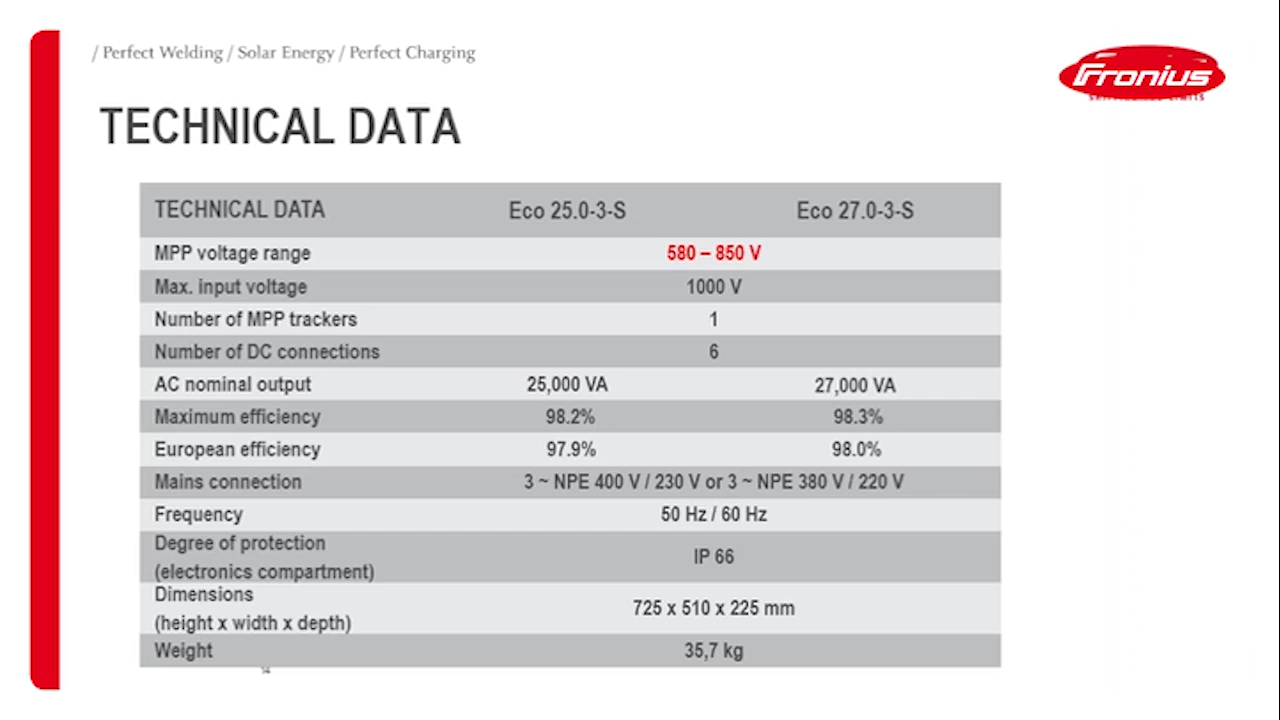 / Perfect Welding / Solar Energy / Perfect Charging
Fronius
TECHNICAL DATA
TECHNICAL DATA Eco 25.0-3-S Eco 27.0-3-S
MPP voltage range 580 – 850 V
Max. input voltage 1000 V
Number of MPP trackers 1
Number of DC connections 6
AC nominal output 25,000 VA 27,000 VA
Maximum efficiency 98.2% 98.3%
European efficiency 97.9% 98.0%
Mains connection 3 ~ NPE 400 V / 230 V or 3 ~ NPE 380 V / 220 V
Frequency 50 Hz / 60 Hz
Degree of protection
(electronics compartment) IP 66
Dimensions
(height x width x depth) 725 x 510 x 225 mm
Weight 35,7 kg